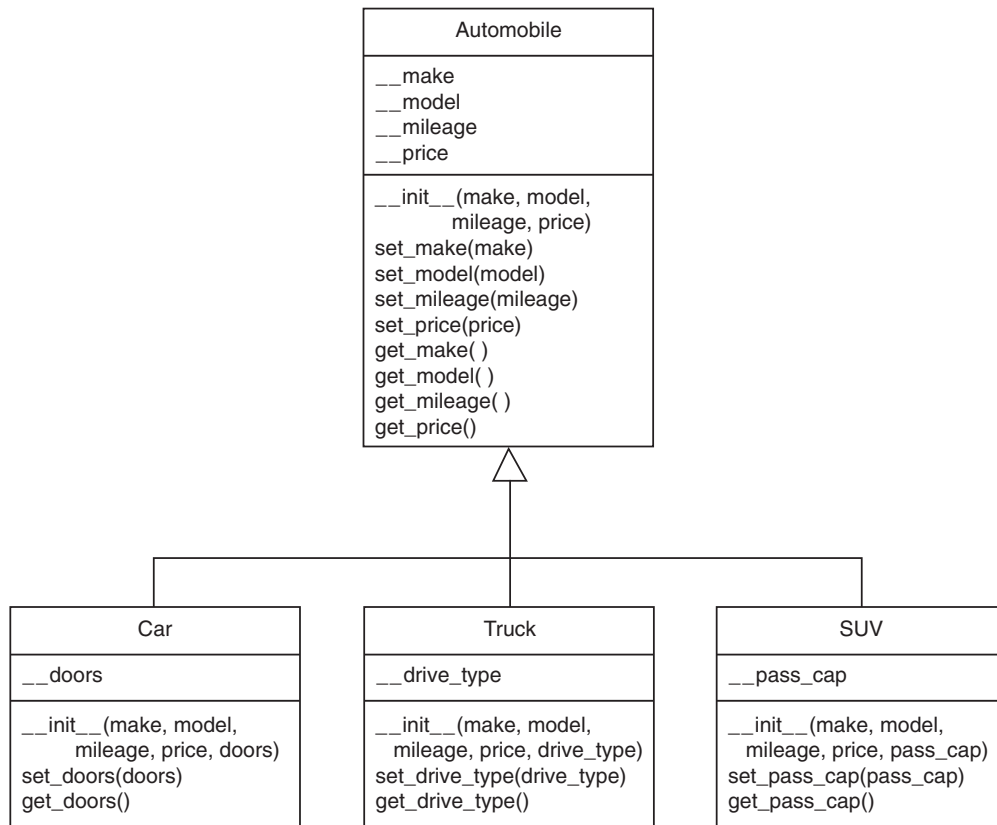 Automobile
__make
__model
__mileage
__price
__init__(make, model,
mileage, price)
set_make(make)
set_model(model)
set_mileage(mileage)
set_price(price)
get_make( )
get_model( )
get_mileage( )
get_price()
Car
__doors
__init__(make, model,
mileage, price, doors)
set_doors(doors)
get_doors()
Truck
__drive_type
__init__(make, model,
mileage, price, drive_type)
set_drive_type(drive_type)
get_drive_type()
SUV
__pass_cap
__init__(make, model,
mileage, price, pass_cap)
set_pass_cap(pass_cap)
get_pass_cap()